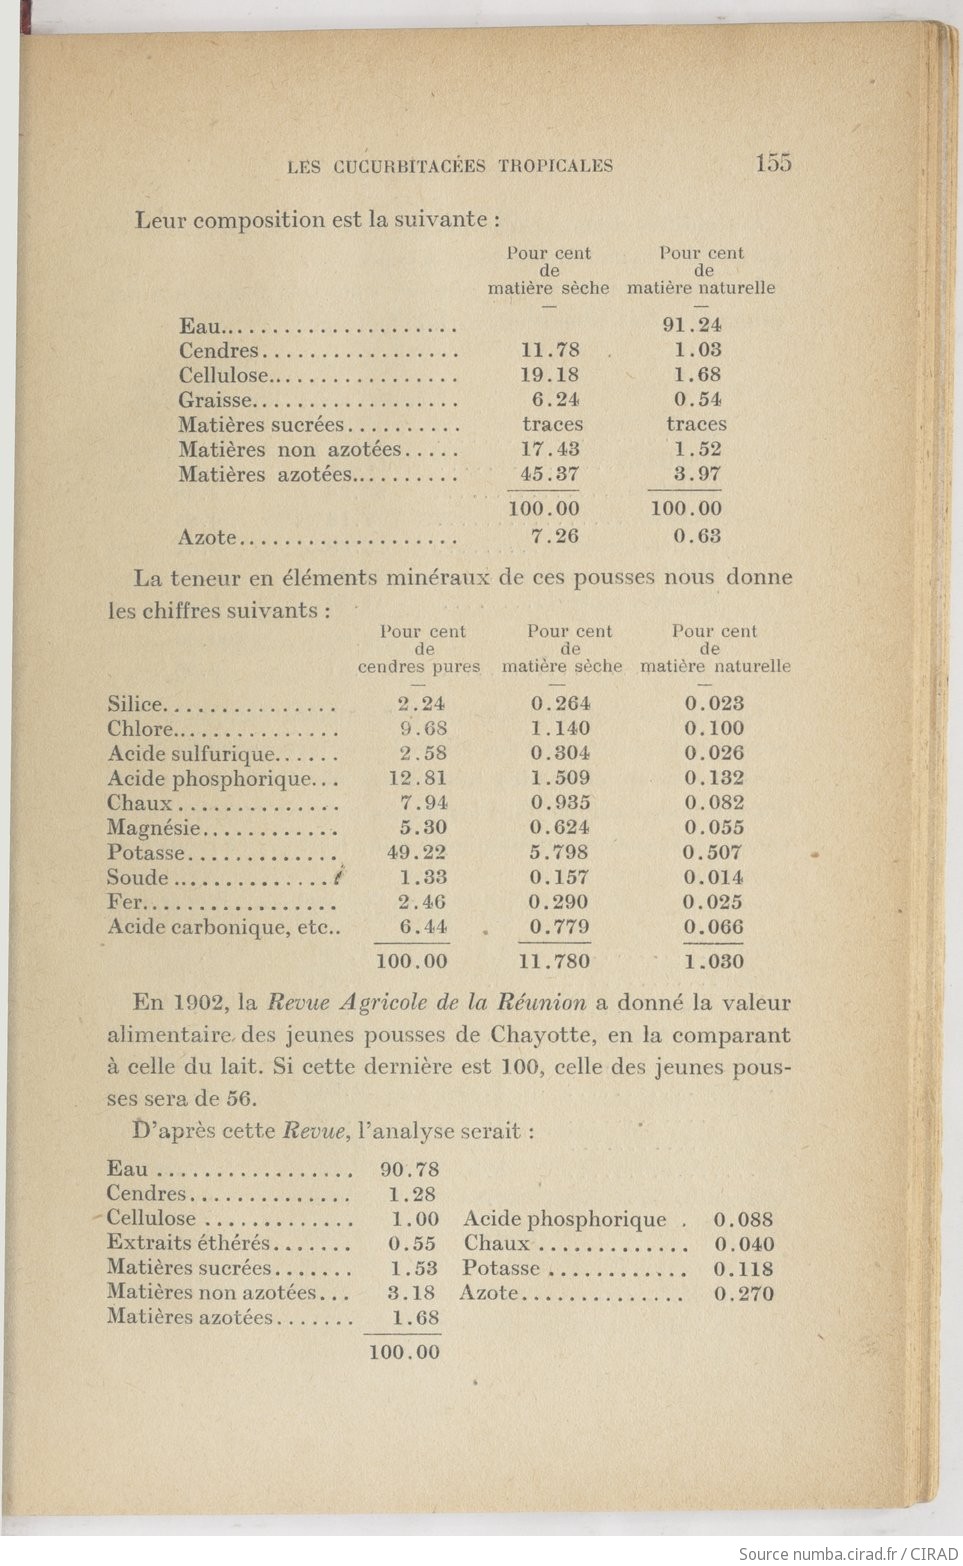 LES CUCURBITACÉES TROPICALES 155
Leur composition est la suivante :
Pour cent Pour cent
de de
matière sèche matière naturelle
Eau..................... 91.24
Cendres................. 11.78 1.03
Cellulose................. 19.18 1.68
Graisse.................. 6.24 0.54
Matières sucrées.......... traces traces
Matières non azotées..... 17.43 1.52
Matières azotées.......... 45.37 3.97
100.00 100.00
Azote................... 7.26 0.63
La teneur en éléments minéraux de ces pousses nous donne
les chiffres suivants :
Pour cent Pour cent Pour cent
de de de
cendres pures matière sèche matière naturelle
Silice............... 2.24 0.264 0.023
Chlore............... 9.68 1.140 0.100
Acide sulfurique...... 2.58 0.304 0.026
Acide phosphorique... 12.81 1.509 0.132
Chaux .............. 7.94 0.935 0.082
Magnésie............ 5.30 0.624 0.055
Potasse............. 49.22 5.798 0.507
Soude .............. 1.33 0.157 0.014
Fer................. 2.46 0.290 0.025
Acide carbonique, etc.. 6.44 0.779 0.066
100.00 11.780 1.030
En 1902, la Revue Agricole de la Réunion a donné la valeur
alimentaire des jeunes pousses de Chayotte, en la comparant
à celle du lait. Si cette dernière est 100, celle des jeunes pous-
ses sera de 56.
D'après cette Revue, l'analyse serait :
Eau ................. 90.78
Cendres.............. 1.28
Cellulose ............. 1.00 Acide phosphorique . 0.088
Extraits éthérés....... 0.55 Chaux ............. 0.040
Matières sucrées....... 1.53 Potasse ............ 0.118
Matières non azotées... 3.18 Azote.............. 0.270
Matières azotées....... 1.68
100.00
Source numba.cirad.fr / CIRAD